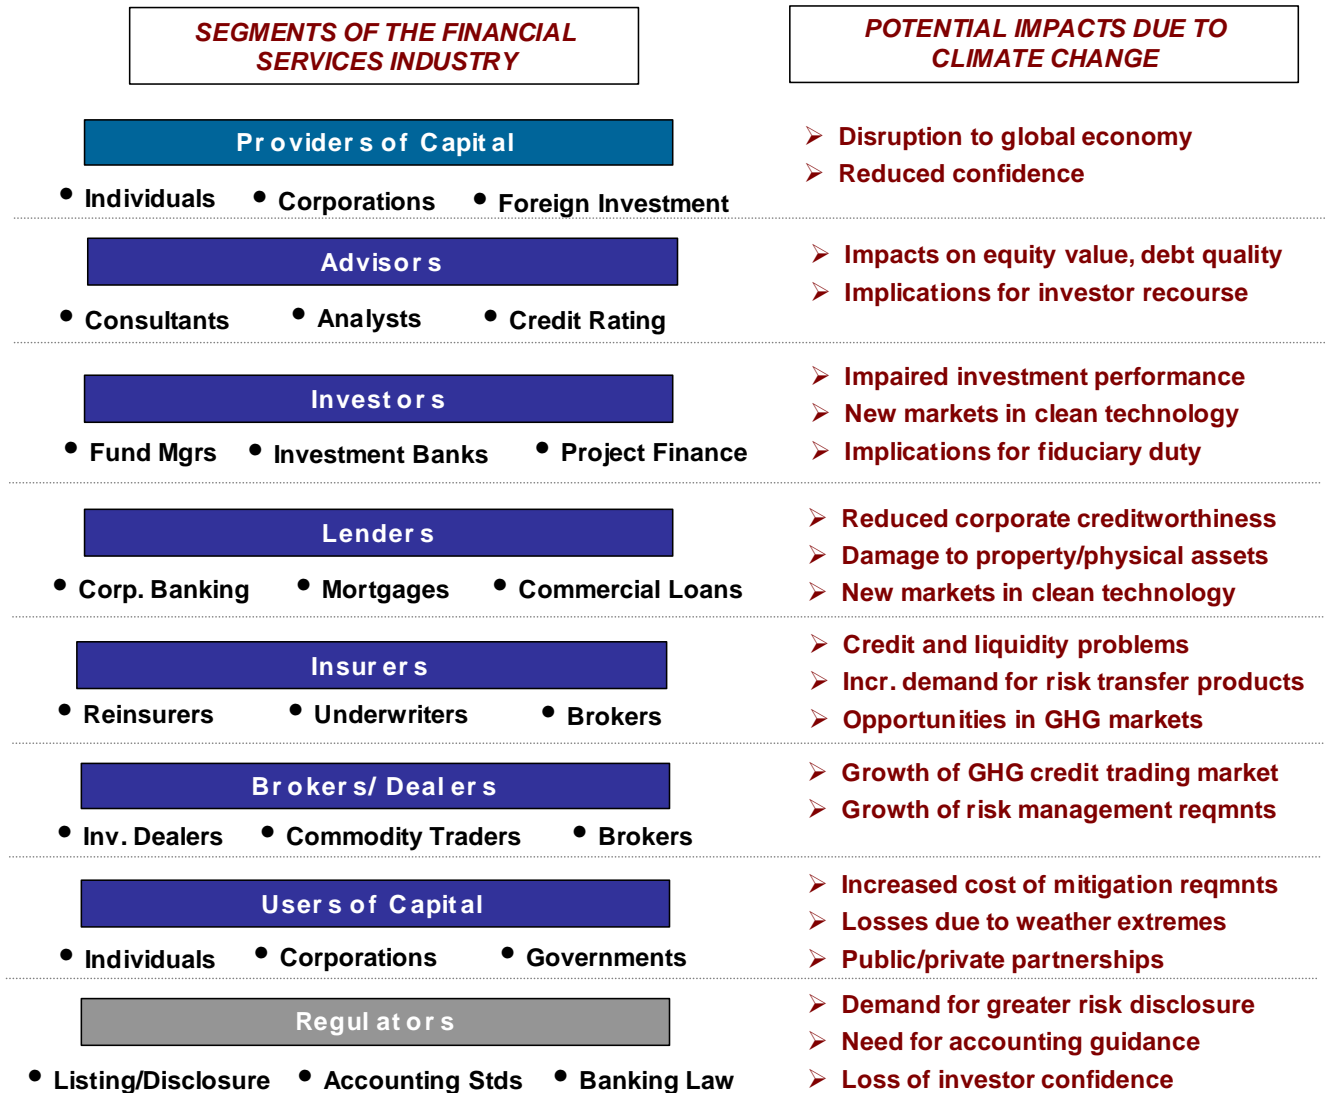 SEGMENTS OF THE FINANCIAL
SERVICES INDUSTRY
POTENTIAL IMPACTS DUE TO
CLIMATE CHANGE
Providers of Capital
• Individuals • Corporations • Foreign Investment
➢ Disruption to global economy
➢ Reduced confidence
Advisors
• Consultants • Analysts • Credit Rating
➢ Impacts on equity value, debt quality
➢ Implications for investor recourse
Investors
• Fund Mgrs • Investment Banks • Project Finance
➢ Impaired investment performance
➢ New markets in clean technology
➢ Implications for fiduciary duty
Lenders
• Corp. Banking • Mortgages • Commercial Loans
➢ Reduced corporate creditworthiness
➢ Damage to property/physical assets
➢ New markets in clean technology
Insurers
• Reinsurers • Underwriters • Brokers
➢ Credit and liquidity problems
➢ Incr. demand for risk transfer products
➢ Opportunities in GHG markets
Brokers/ Dealers
• Inv. Dealers • Commodity Traders • Brokers
➢ Growth of GHG credit trading market
➢ Growth of risk management reqmnts
Users of Capital
• Individuals • Corporations • Governments
➢ Increased cost of mitigation reqmnts
➢ Losses due to weather extremes
➢ Public/private partnerships
Regulators
• Listing/Disclosure • Accounting Stds • Banking Law
➢ Demand for greater risk disclosure
➢ Need for accounting guidance
➢ Loss of investor confidence